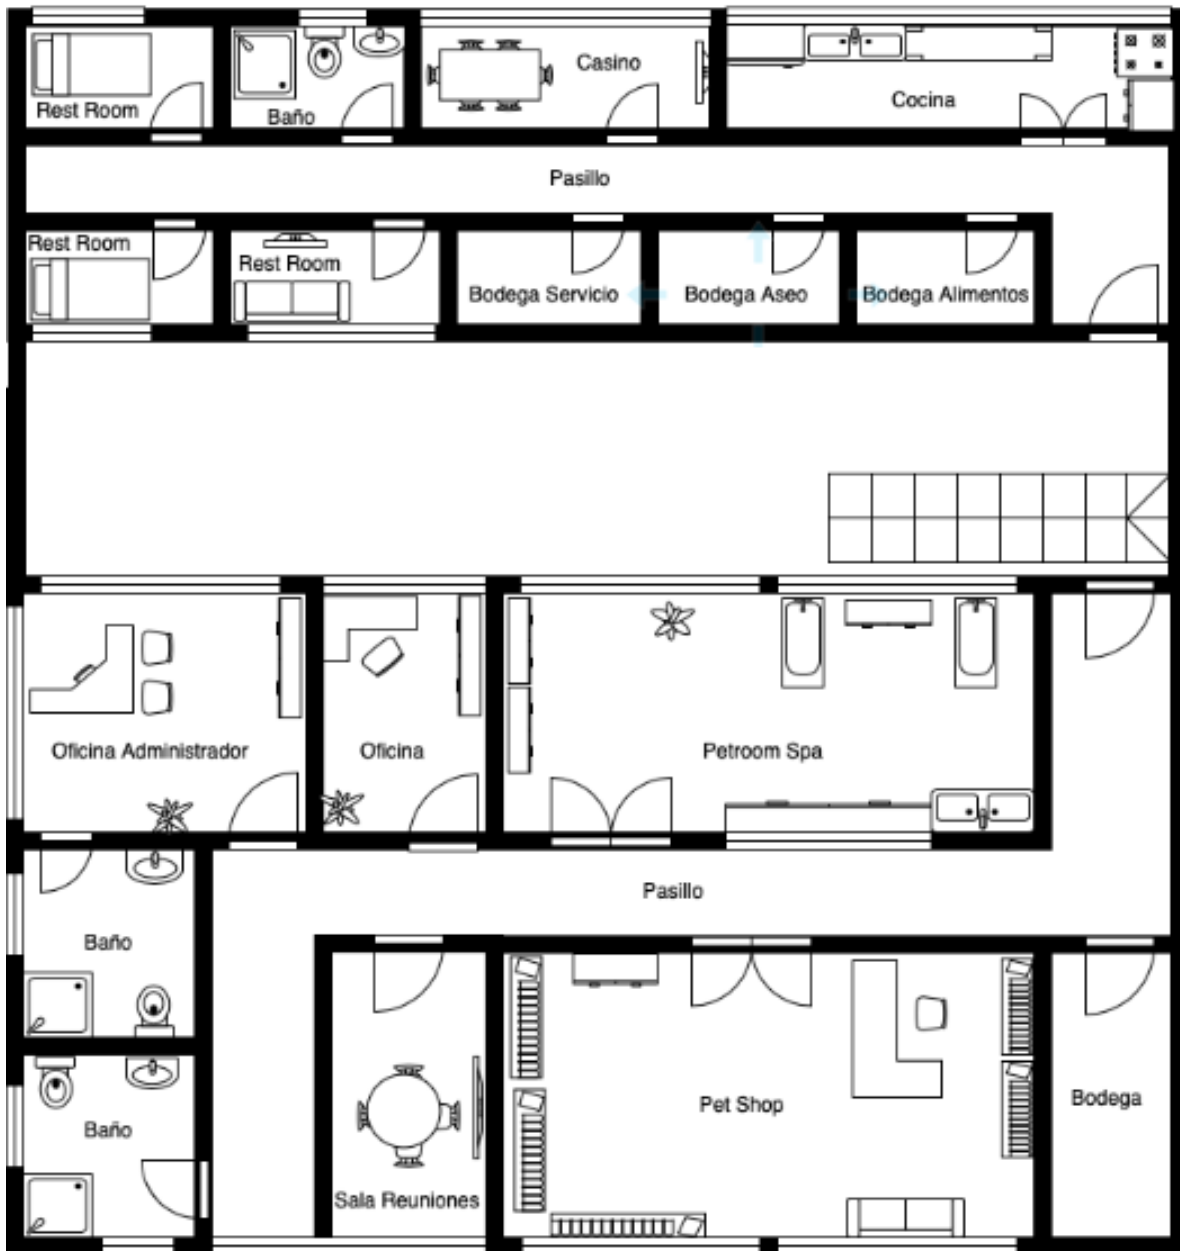 Rest Room
Baño
Casino
Cocina
Pasillo
Rest Room
Rest Room
Bodega Servicio
Bodega Aseo
Bodega Alimentos
Oficina Administrador
Oficina
Petroom Spa
Pasillo
Baño
Baño
Sala Reuniones
Pet Shop
Bodega